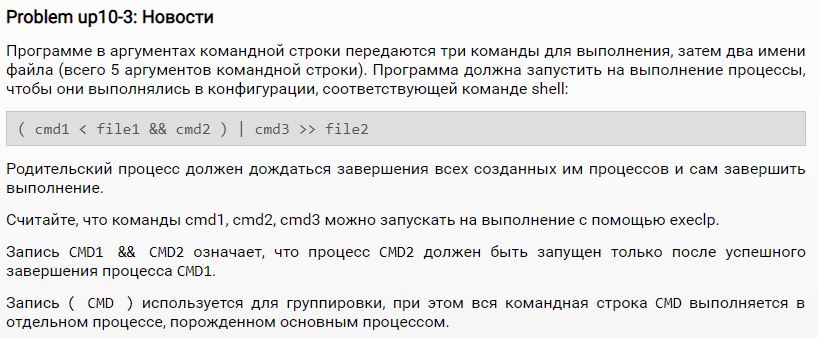 Problem up10-3: Новости
Программе в аргументах командной строки передаются три команды для выполнения, затем два имени
файла (всего 5 аргументов командной строки). Программа должна запустить на выполнение процессы,
чтобы они выполнялись в конфигурации, соответствующей команде shell:
( cmd1 < file1 && cmd2 ) | cmd3 >> file2
Родительский процесс должен дождаться завершения всех созданных им процессов и сам завершить
выполнение.
Считайте, что команды cmd1, cmd2, cmd3 можно запускать на выполнение с помощью execlp.
Запись CMD1 && CMD2 означает, что процесс CMD2 должен быть запущен только после успешного
завершения процесса CMD1.
Запись ( CMD ) используется для группировки, при этом вся командная строка CMD выполняется в
отдельном процессе, порожденном основным процессом.